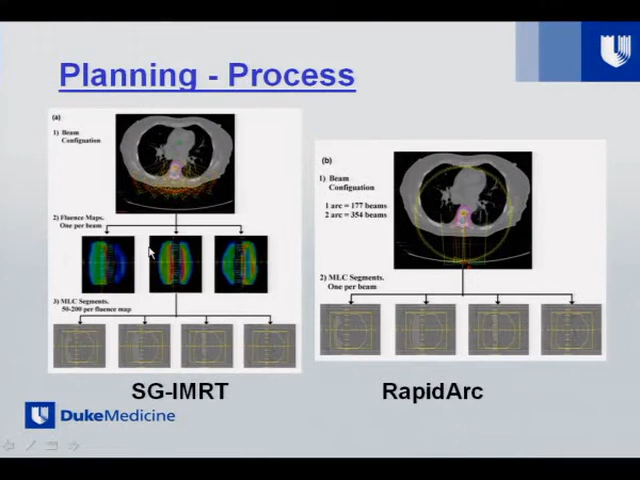 Planning - Process
(a)
1) Beam
Configuation
2) Fluence Maps.
One per beam
3) MLC Segments.
50-200 per fluence map
SG-IMRT
(b)
1) Beam
Configuation
1 arc = 177 beams
2 arc = 354 beams
2) MLC Segments.
One per beam
RapidArc
DukeMedicine